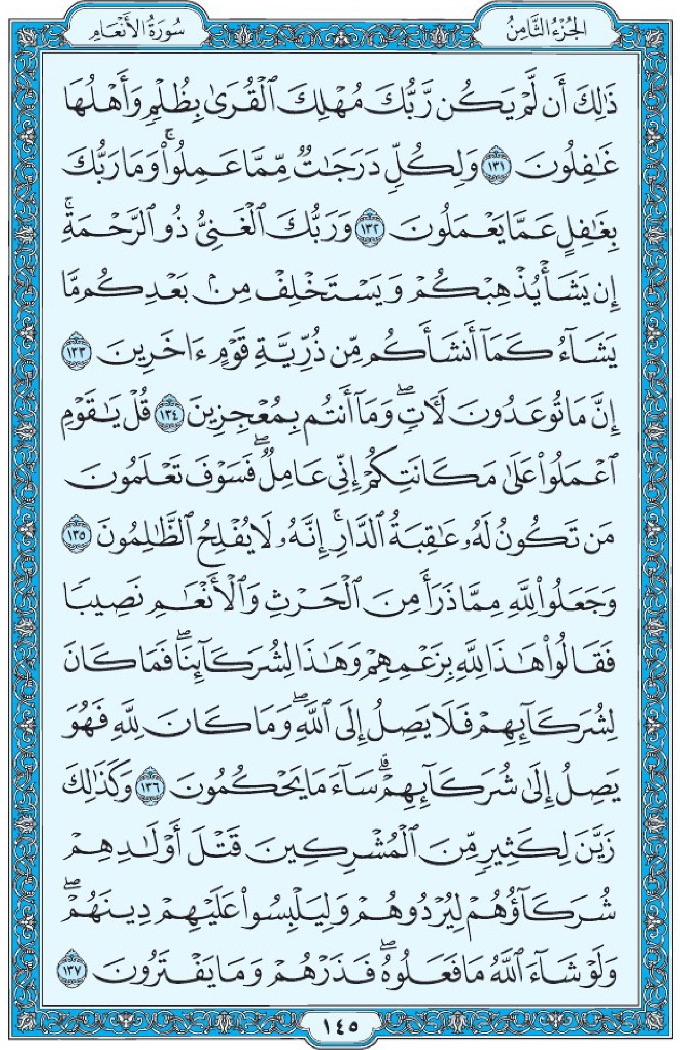 الجُزْءُ الثَّامِنُ
سُورَةُ الأَنْعَامِ
ذَٰلِكَ أَن لَّمْ يَكُن رَّبُّكَ مُهْلِكَ ٱلْقُرَىٰ بِظُلْمٍ وَأَهْلُهَا
غَٰفِلُونَ ١٣١ وَلِكُلٍّ دَرَجَٰتٌ مِّمَّا عَمِلُوا۟ ۚ وَمَا رَبُّكَ
بِغَٰفِلٍ عَمَّا يَعْمَلُونَ ١٣٢ وَرَبُّكَ ٱلْغَنِىُّ ذُو ٱلرَّحْمَةِ ۚ
إِن يَشَأْ يُذْهِبْكُمْ وَيَسْتَخْلِفْ مِنۢ بَعْدِكُم مَّا
يَشَآءُ كَمَآ أَنشَأَكُم مِّن ذُرِّيَّةِ قَوْمٍ ءَاخَرِينَ ١٣٣
إِنَّ مَا تُوعَدُونَ لَءَاتٍ ۖ وَمَآ أَنتُم بِمُعْجِزِينَ ١٣٤ قُلْ يَٰقَوْمِ
ٱعْمَلُوا۟ عَلَىٰ مَكَانَتِكُمْ إِنِّى عَامِلٌ ۖ فَسَوْفَ تَعْلَمُونَ
مَن تَكُونُ لَهُۥ عَٰقِبَةُ ٱلدَّارِ ۗ إِنَّهُۥ لَا يُفْلِحُ ٱلظَّٰلِمُونَ ١٣٥
وَجَعَلُوا۟ لِلَّهِ مِمَّا ذَرَأَ مِنَ ٱلْحَرْثِ وَٱلْأَنْعَٰمِ نَصِيبًا
فَقَالُوا۟ هَٰذَا لِلَّهِ بِزَعْمِهِمْ وَهَٰذَا لِشُرَكَآئِنَا ۖ فَمَا كَانَ
لِشُرَكَآئِهِمْ فَلَا يَصِلُ إِلَى ٱللَّهِ ۖ وَمَا كَانَ لِلَّهِ فَهُوَ
يَصِلُ إِلَىٰ شُرَكَآئِهِمْ ۗ سَآءَ مَا يَحْكُمُونَ ١٣٦ وَكَذَٰلِكَ
زَيَّنَ لِكَثِيرٍ مِّنَ ٱلْمُشْرِكِينَ قَتْلَ أَوْلَٰدِهِمْ
شُرَكَآؤُهُمْ لِيُرْدُوهُمْ وَلِيَلْبِسُوا۟ عَلَيْهِمْ دِينَهُمْ ۖ
وَلَوْ شَآءَ ٱللَّهُ مَا فَعَلُوهُ ۖ فَذَرْهُمْ وَمَا يَفْتَرُونَ ١٣٧
١٤٥